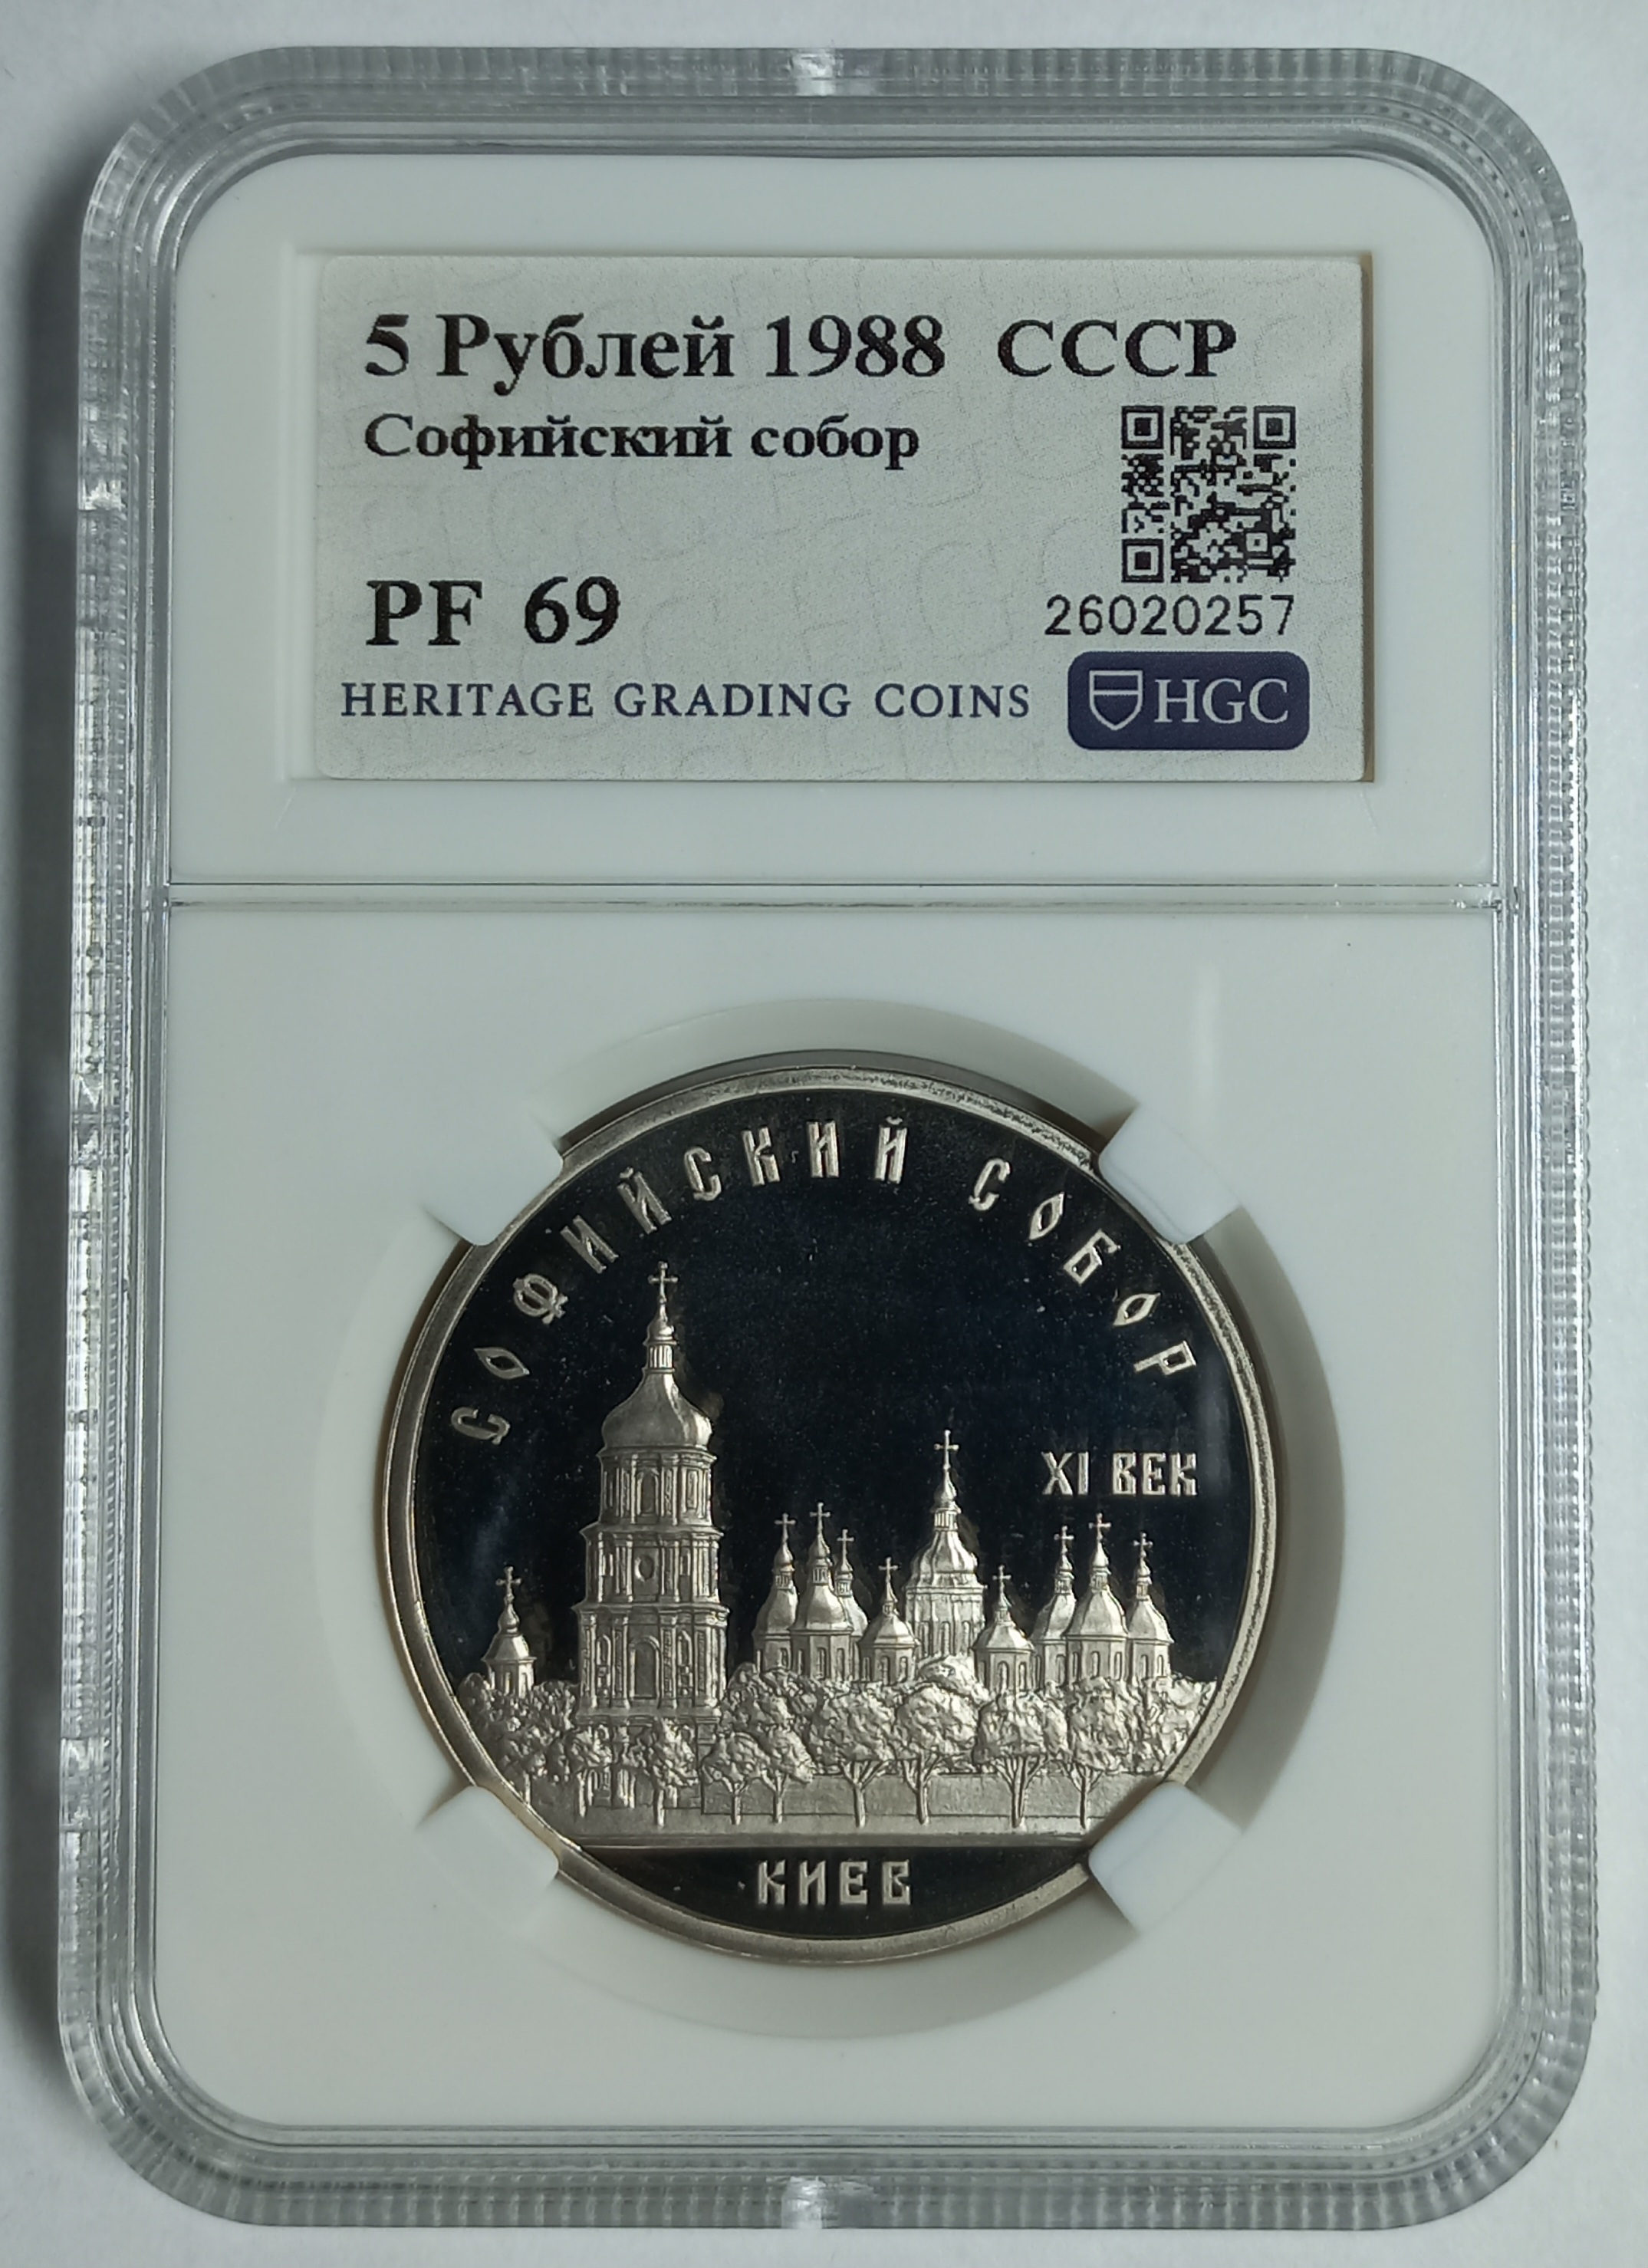 5 Рублей 1988 СССР
Софийский собор
PF 69
26020257
HERITAGE GRADING COINS HGC
СОФИЙСКИЙ СОБОР
XI ВЕК
КИЕВ